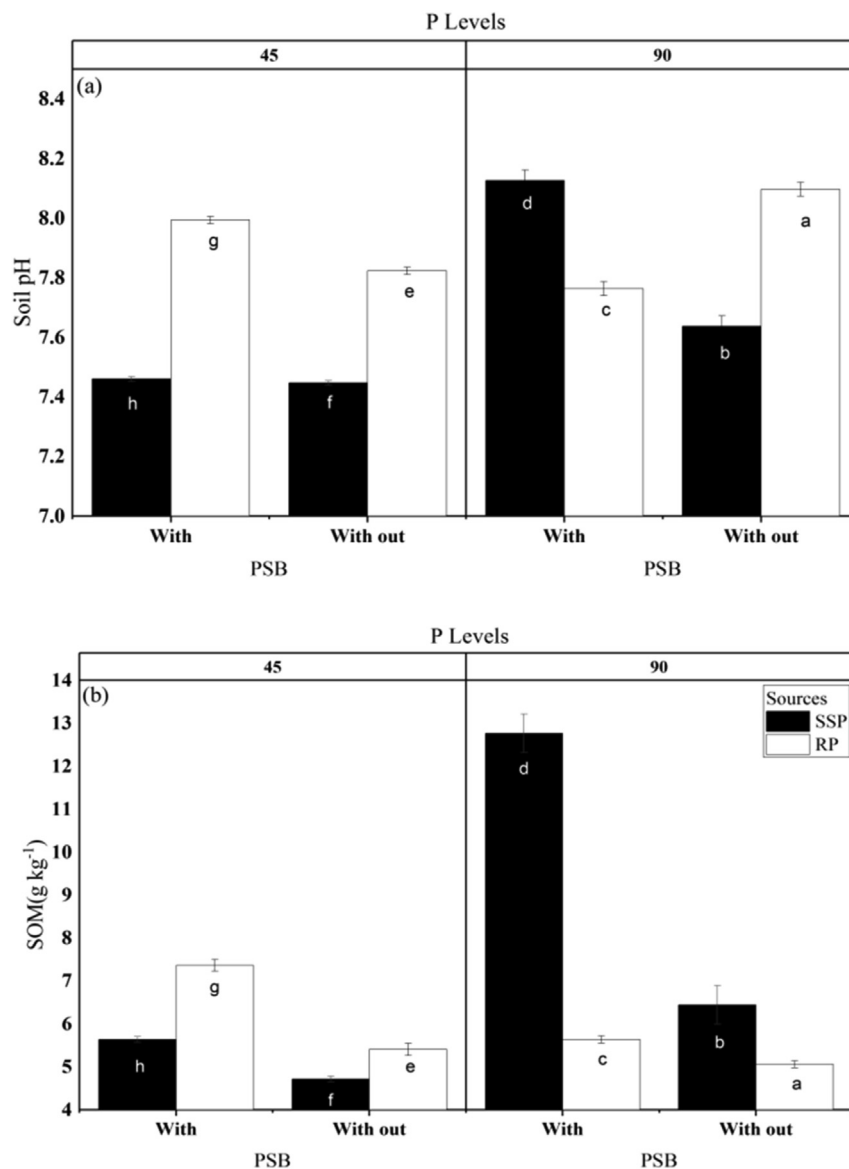 P Levels
45 90
(a)
8.4
8.2
8.0
7.8
7.6
7.4
7.2
7.0
Soil pH
h g f e d c b a
With With out With With out
PSB PSB
P Levels
45 90
(b)
14
13
12
11
10
9
8
7
6
5
4
SOM(g kg⁻¹)
Sources
SSP
RP
h g f e d c b a
With With out With With out
PSB PSB